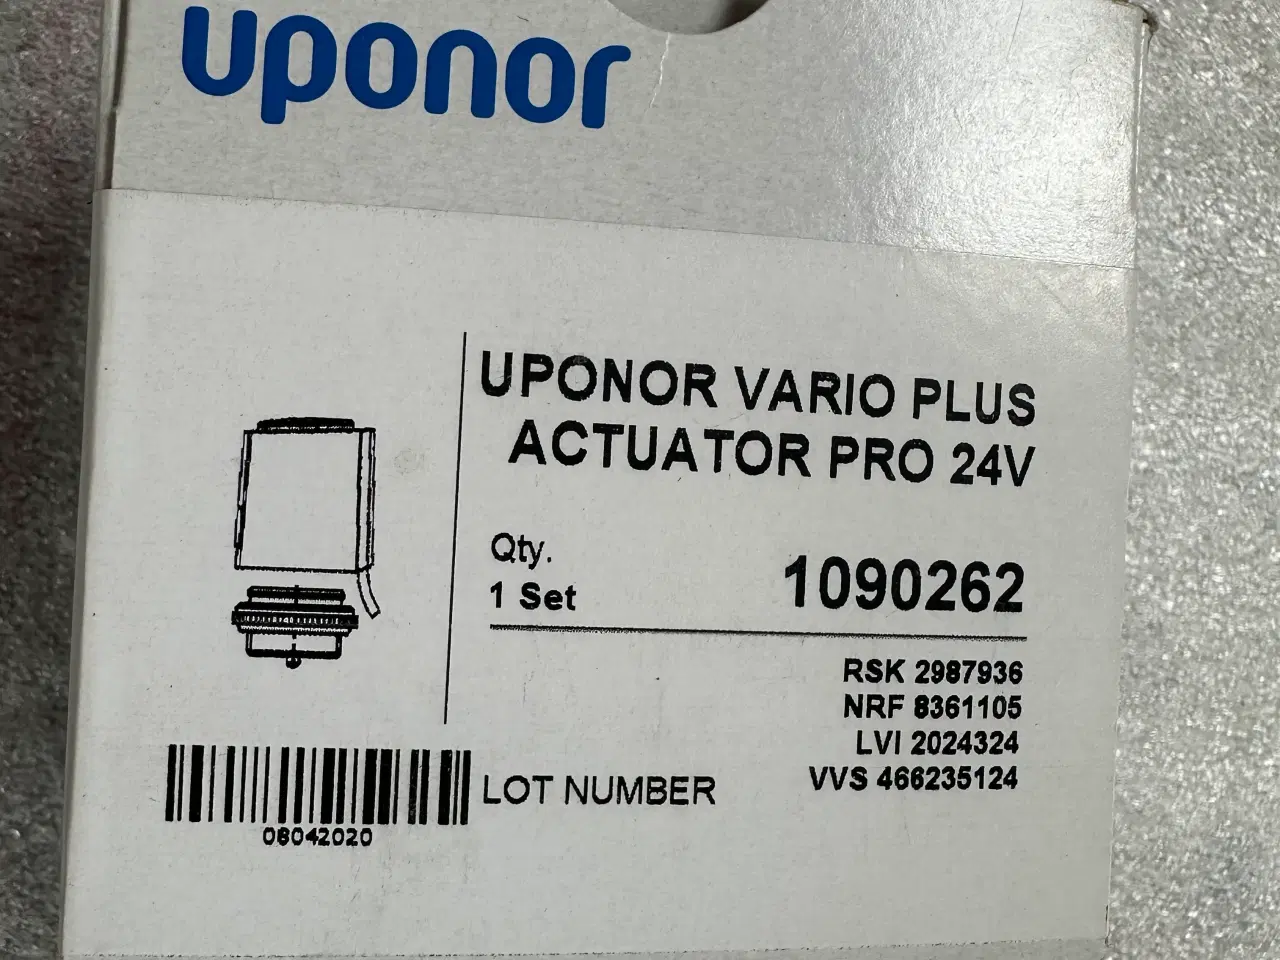 uponor
UPONOR VARIO PLUS
ACTUATOR PRO 24V
Qty.
1 Set
1090262
RSK 2987936
NRF 8361105
LVI 2024324
VVS 466235124
LOT NUMBER
08042020